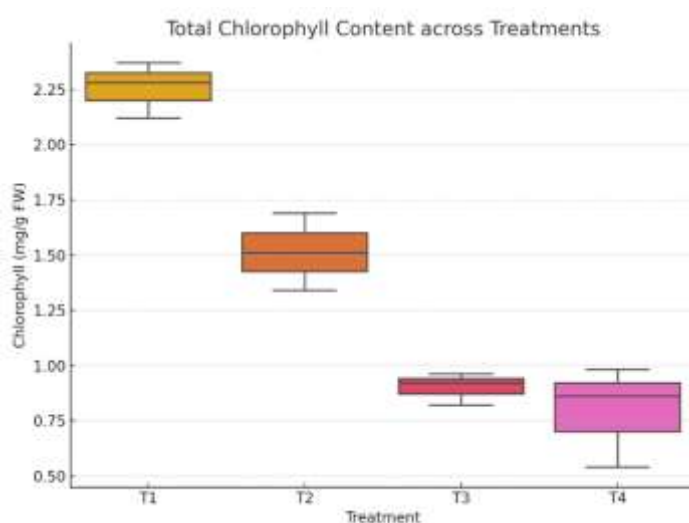 Total Chlorophyll Content across Treatments
Chlorophyll (mg/g FW)
2.25
2.00
1.75
1.50
1.25
1.00
0.75
0.50
T1 T2 T3 T4
Treatment